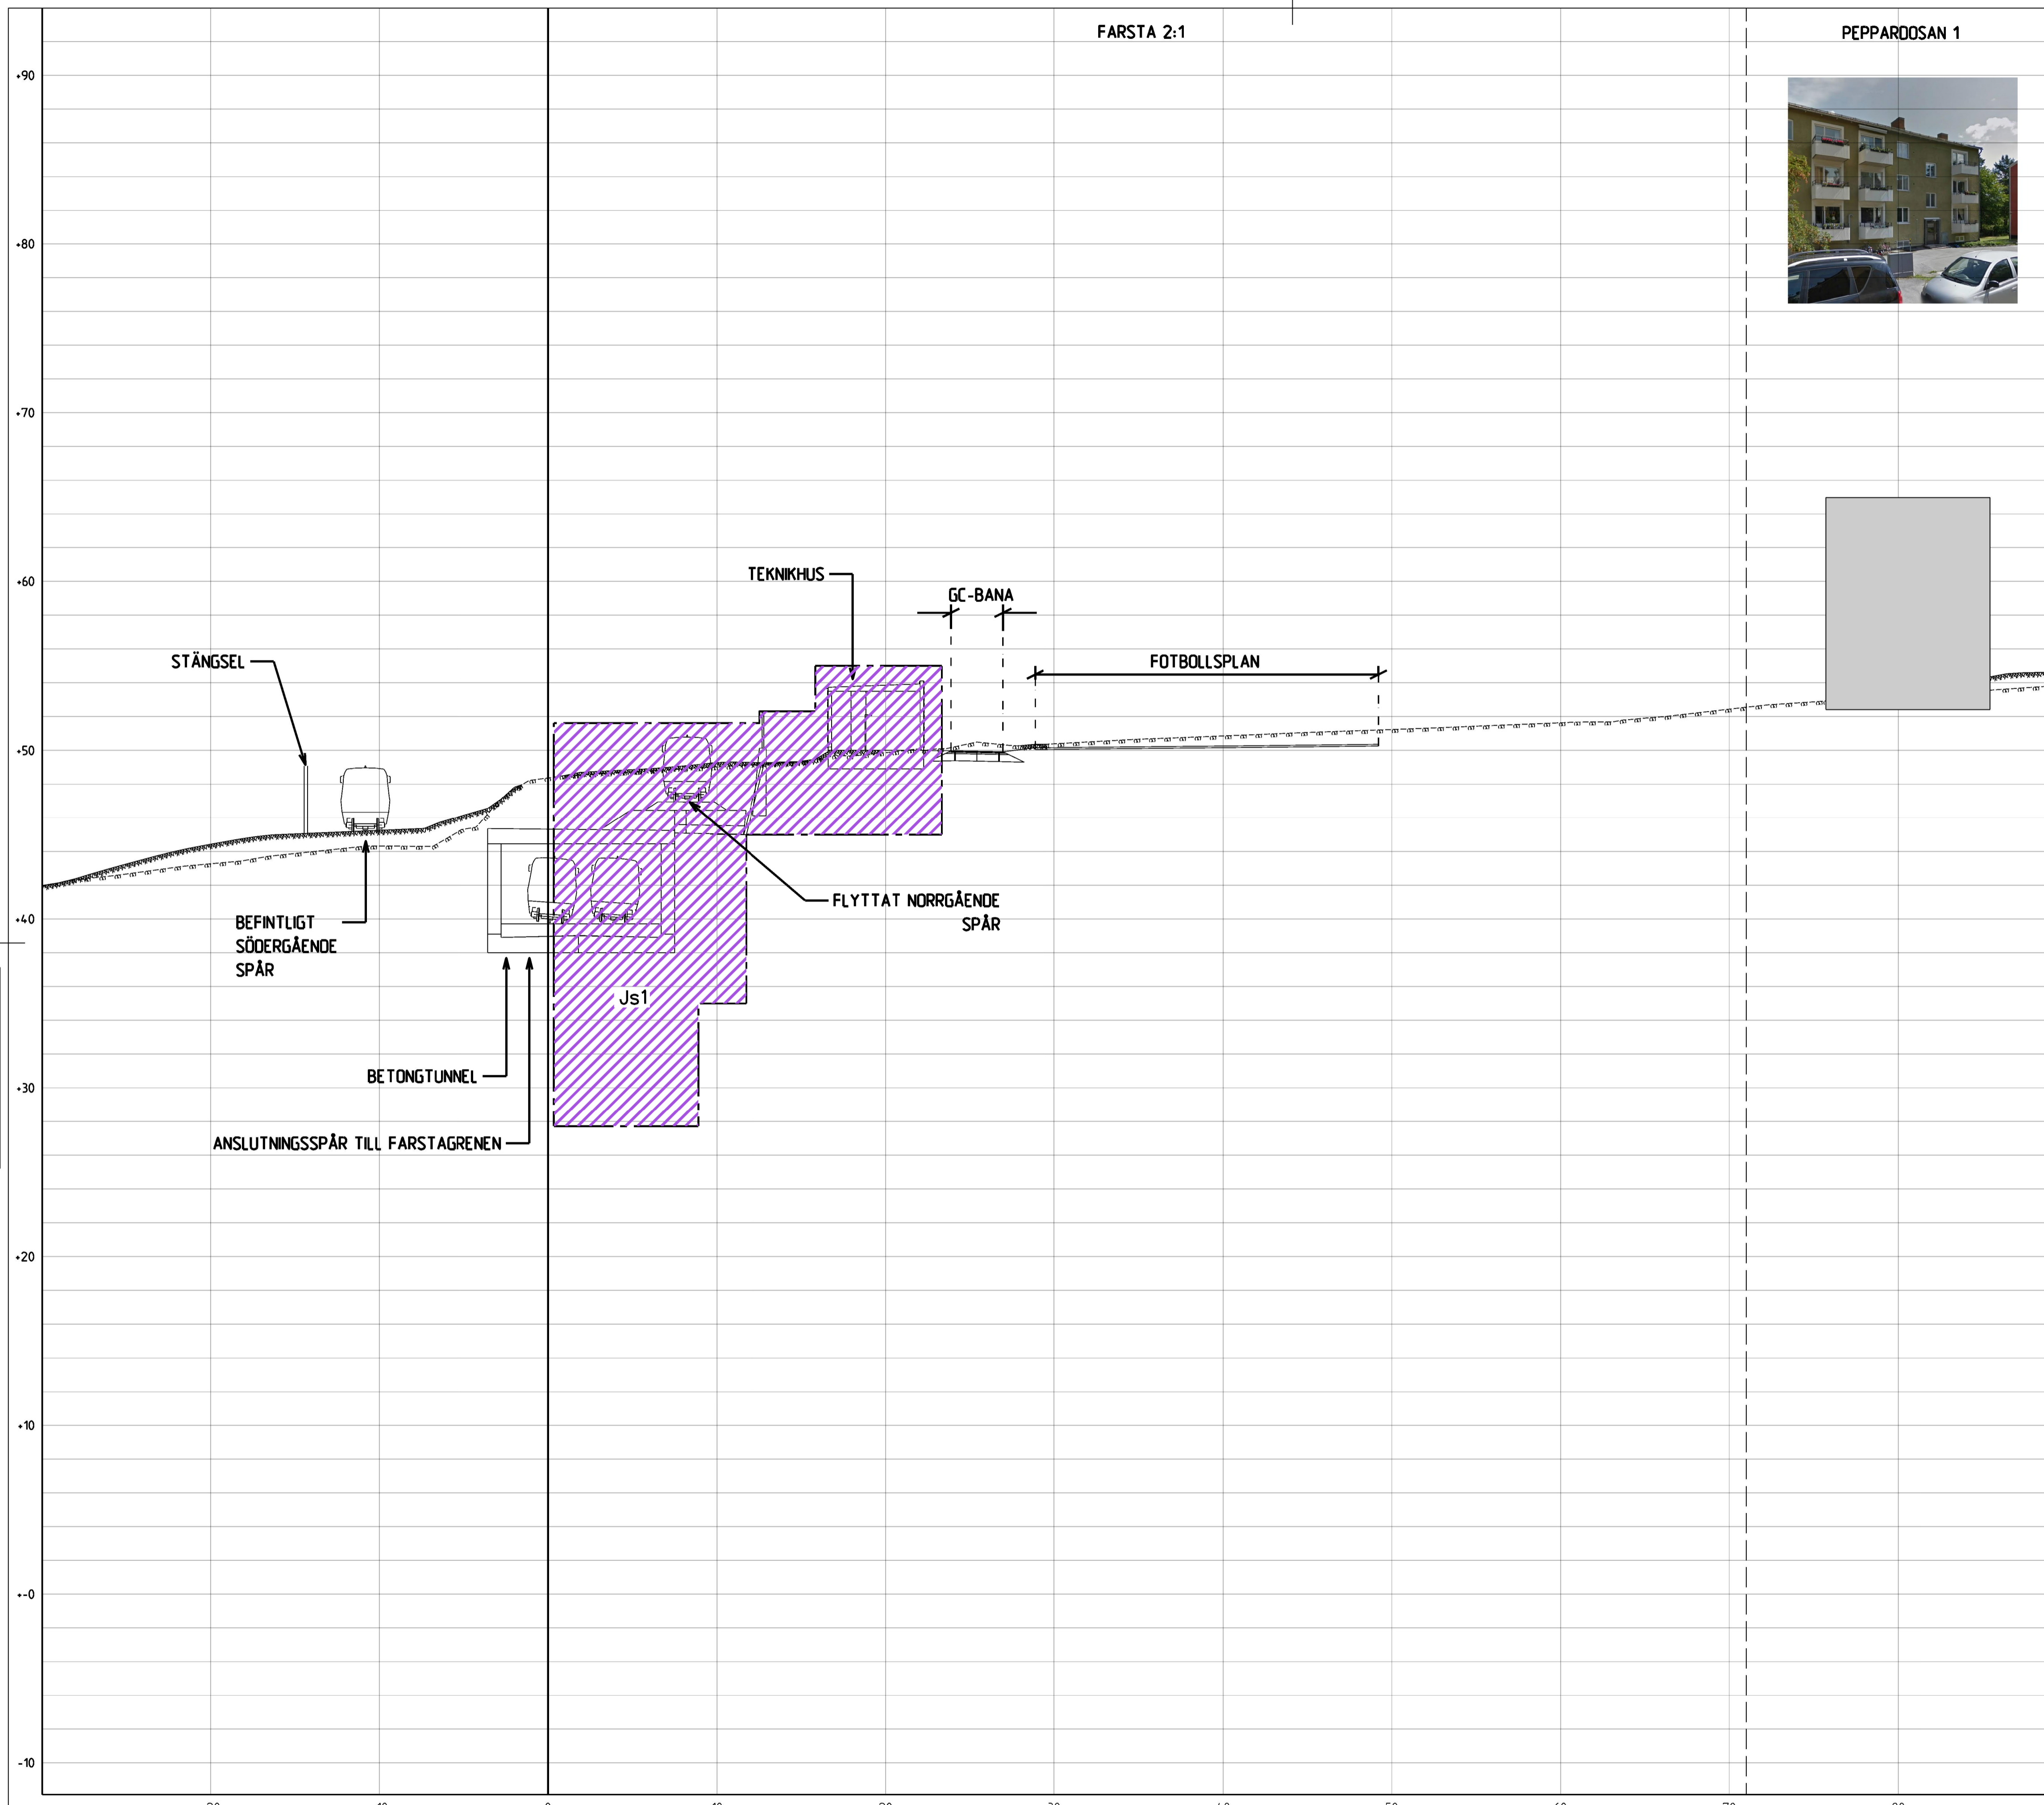 FARSTA 2:1
PEPPARDOSAN 1
+90
+80
+70
+60
TEKNIKHUS
GC-BANA
STÄNGSEL
FOTBOLLSPLAN
+50
+40
BEFINTLIGT
SÖDERGÅENDE
SPÅR
FLYTTAT NORRGÅENDE
SPÅR
Js1
+30
BETONGTUNNEL
ANSLUTNINGSSPÅR TILL FARSTAGRENEN
+20
+10
+-0
-10